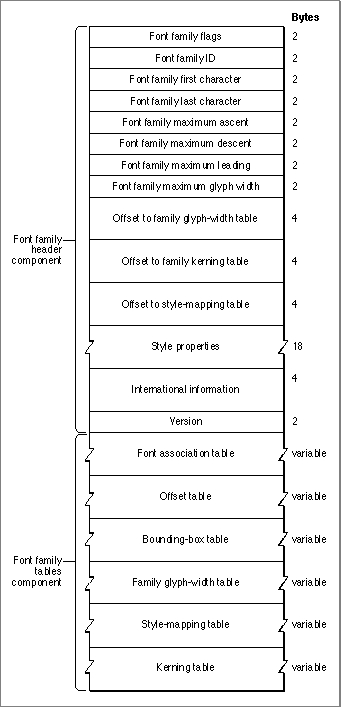 Bytes
Font family flags 2
Font family ID 2
Font family first character 2
Font family last character 2
Font family maximum ascent 2
Font family maximum descent 2
Font family maximum leading 2
Font family maximum glyph width 2
Offset to family glyph-width table 4
Font family
header
component
Offset to family kerning table 4
Offset to style-mapping table 4
Style properties 18
International information 4
Version 2
Font association table variable
Offset table variable
Bounding-box table variable
Font family
tables
component
Family glyph-width table variable
Style-mapping table variable
Kerning table variable